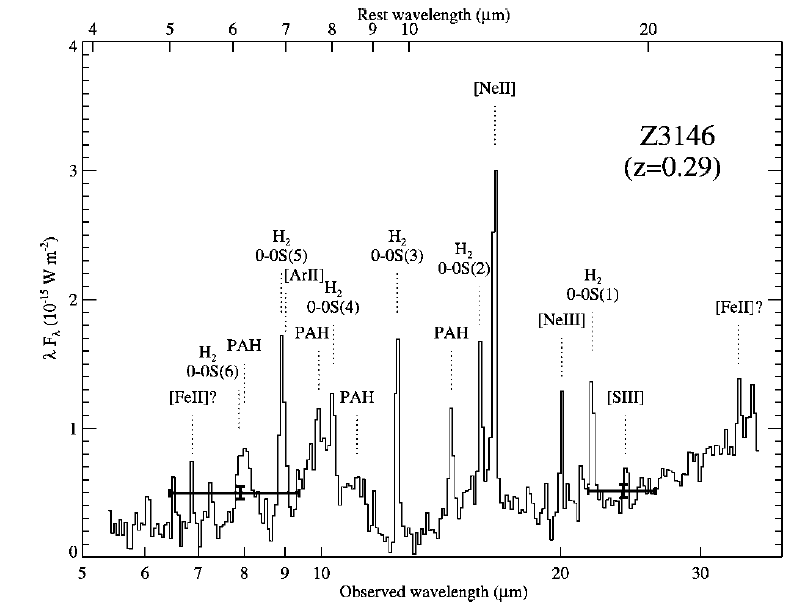 Rest wavelength (μm)
4 5 6 7 8 9 10 20
4
[NeII]
Z3146
(z=0.29)
3
H₂
0-0S(5)
[ArII]
H₂
0-0S(4)
H₂
0-0S(3)
H₂
0-0S(2)
H₂
0-0S(1)
λ Fλ (10⁻¹⁵ W m⁻²)
2
[NeIII]
[FeII]?
H₂
0-0S(6)
PAH
PAH
PAH
[FeII]?
PAH
[SIII]
1
0
5 6 7 8 9 10 20 30
Observed wavelength (μm)